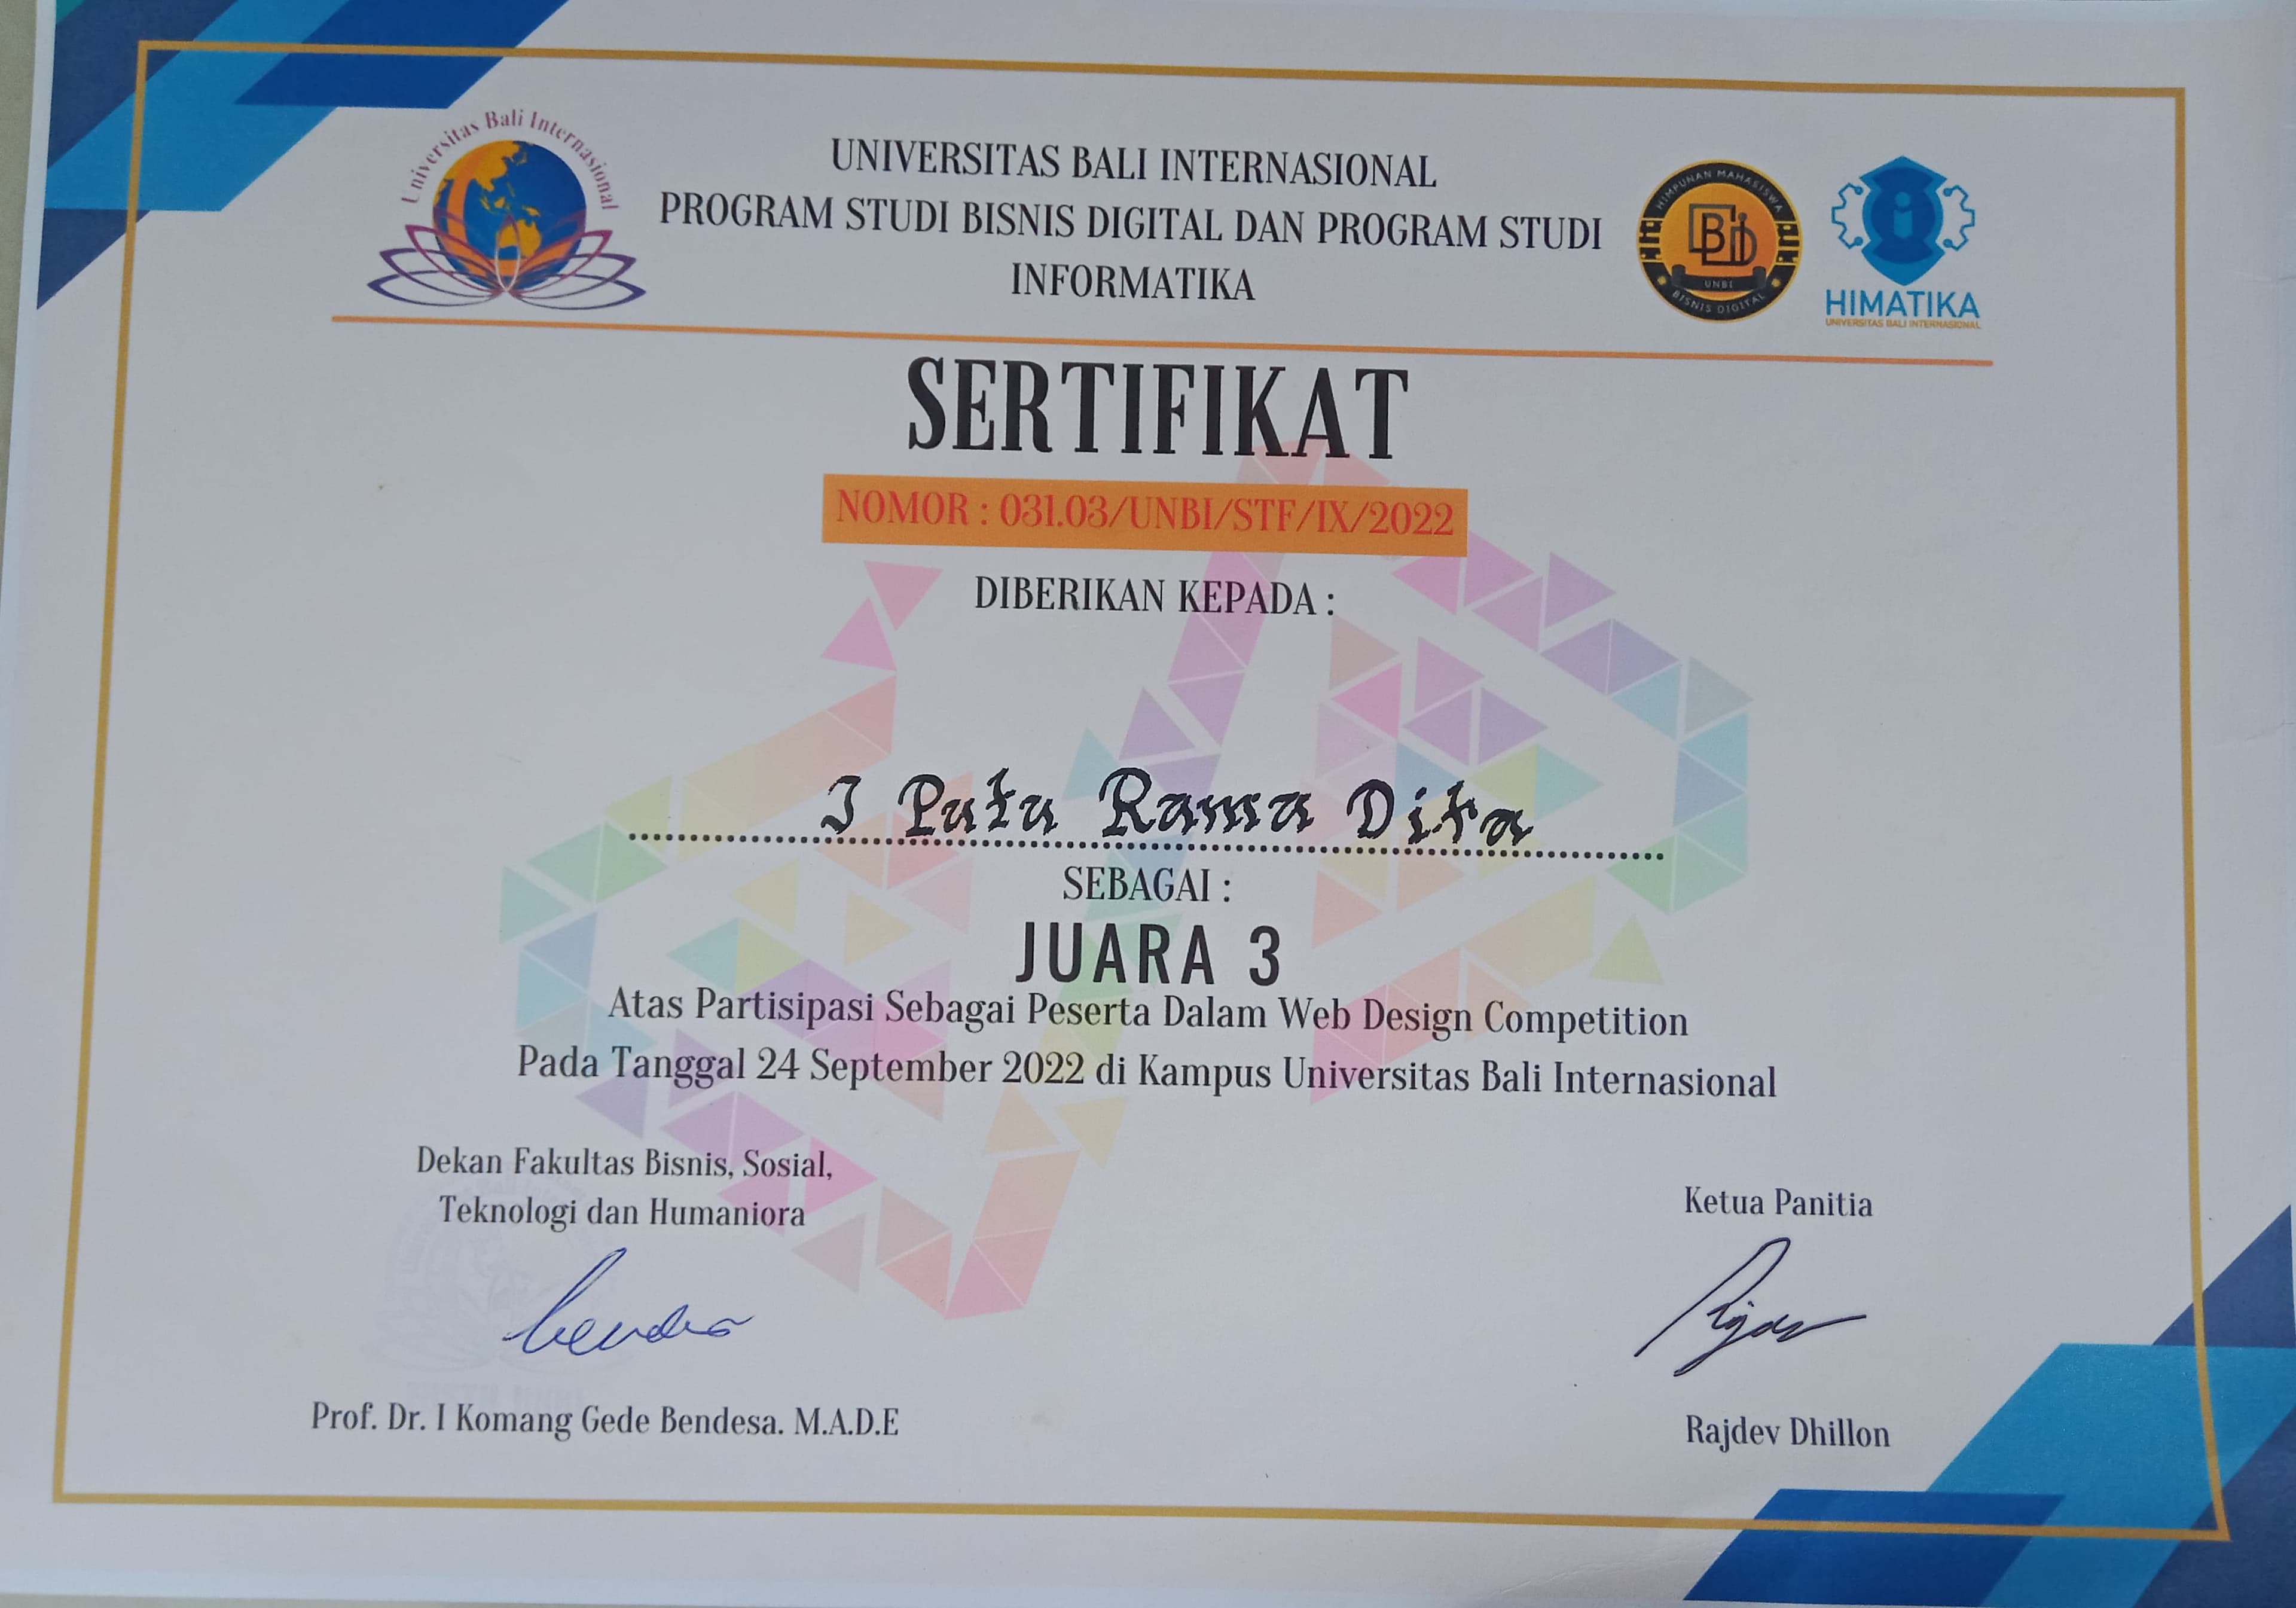 Universitas Bali Internasional
UNIVERSITAS BALI INTERNASIONAL
PROGRAM STUDI BISNIS DIGITAL DAN PROGRAM STUDI
INFORMATIKA
HIMPUNAN MAHASISWA
UNBI
BISNIS DIGITAL
HIMATIKA
UNIVERSITAS BALI INTERNASIONAL
SERTIFIKAT
NOMOR : 031.03/UNBI/STF/IX/2022
DIBERIKAN KEPADA :
I Putu Rama Dita
SEBAGAI :
JUARA 3
Atas Partisipasi Sebagai Peserta Dalam Web Design Competition
Pada Tanggal 24 September 2022 di Kampus Universitas Bali Internasional
Dekan Fakultas Bisnis, Sosial,
Teknologi dan Humaniora
Ketua Panitia
Prof. Dr. I Komang Gede Bendesa. M.A.D.E
Rajdev Dhillon